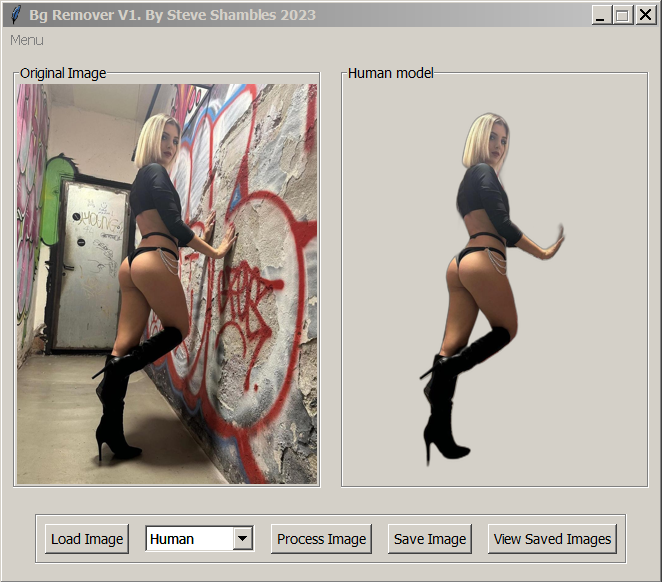 Bg Remover V1. By Steve Shambles 2023
Menu
Original Image
Human model
YOUNG
Load Image
Human
Process Image
Save Image
View Saved Images